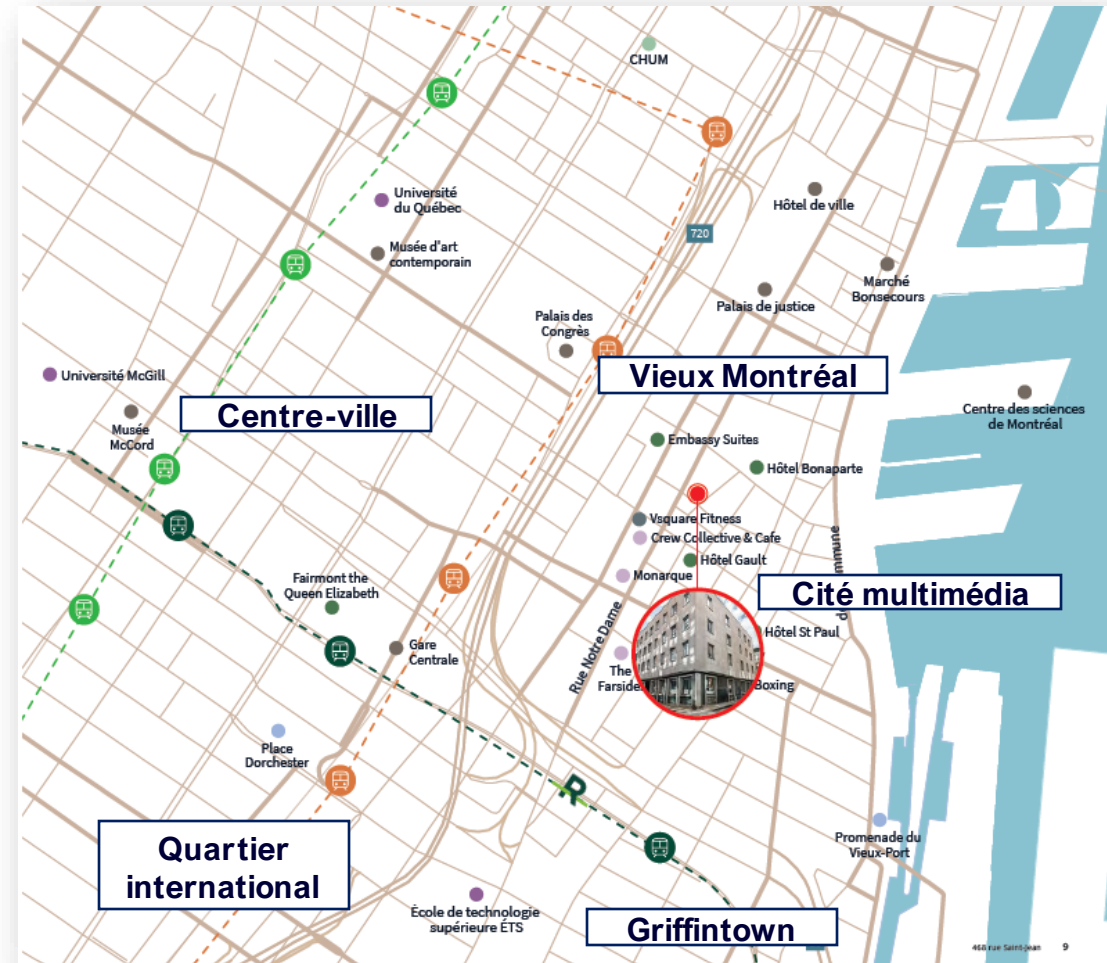 CHUM
Université
du Québec
Hôtel de ville
720
Musée d'art
contemporain
Marché
Bonsecours
Palais de justice
Palais des
Congrès
Université McGill
Vieux Montréal
Centre-ville
Musée
McCord
Centre des sciences
de Montréal
Embassy Suites
Hôtel Bonaparte
Vsquare Fitness
Crew Collective & Cafe
Hôtel Gault
Monarque
Fairmont the
Queen Elizabeth
Cité multimédia
Rue Notre Dame
Hôtel St Paul
Gare
Centrale
The
Farside
Boxing
Place
Dorchester
R
Promenade du
Vieux-Port
Quartier
international
École de technologie
supérieure ÉTS
Griffintown
468 rue Saint-Jean 9